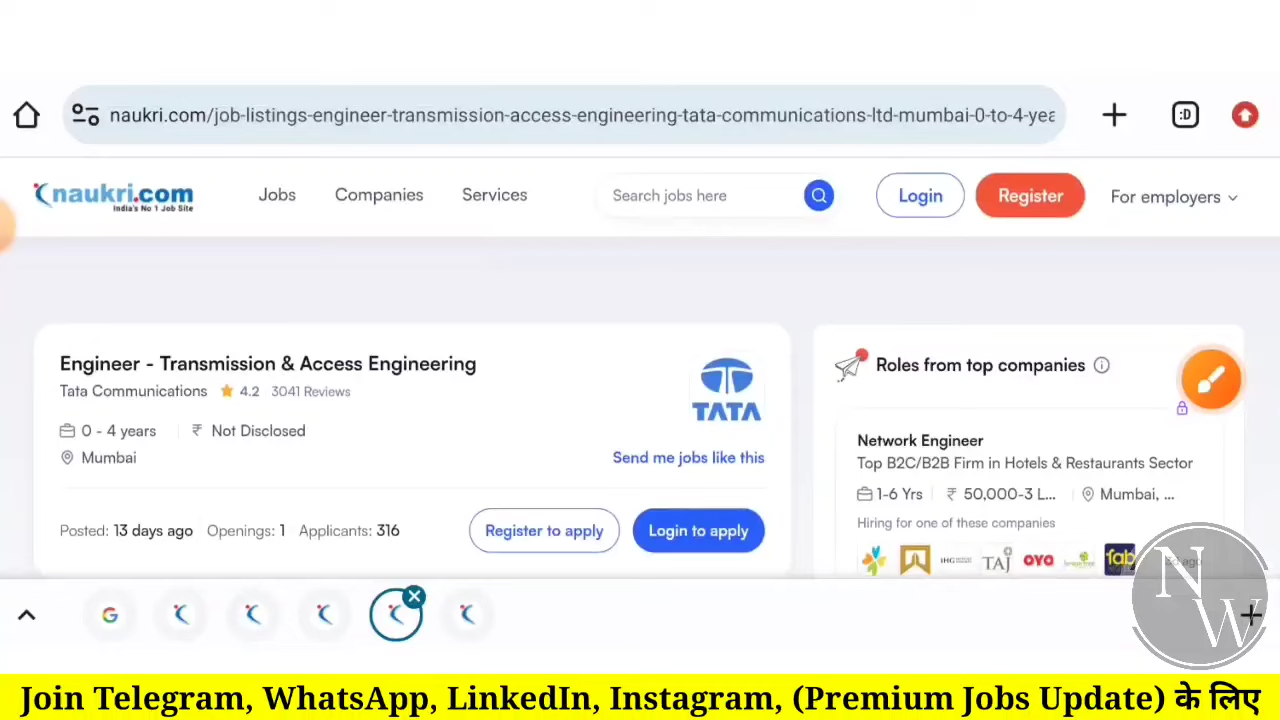 :D
naukri.com/job-listings-engineer-transmission-access-engineering-tata-communications-ltd-mumbai-0-to-4-yea
naukri.com
India's No 1 Job Site
Jobs
Companies
Services
Search jobs here
Login
Register
For employers
Engineer - Transmission & Access Engineering
Tata Communications 4.2 3041 Reviews
TATA
0 - 4 years ₹ Not Disclosed
Mumbai
Send me jobs like this
Posted: 13 days ago Openings: 1 Applicants: 316
Register to apply
Login to apply
Roles from top companies
Network Engineer
Top B2C/B2B Firm in Hotels & Restaurants Sector
1-6 Yrs ₹ 50,000-3 L... Mumbai, ...
Hiring for one of these companies
IHG
TAJ
OYO
fab
ago
G
N
W
Join Telegram, WhatsApp, LinkedIn, Instagram, (Premium Jobs Update) के लिए